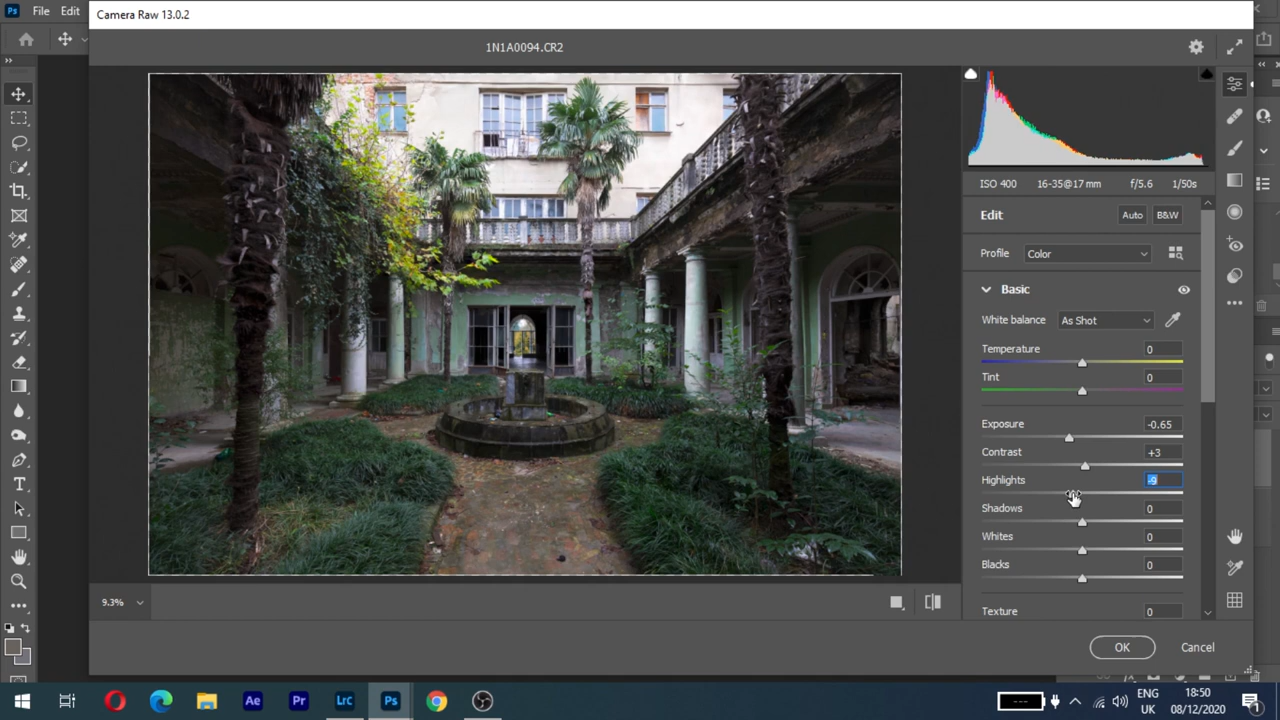 Ps File Edit
Camera Raw 13.0.2
1N1A0094.CR2
ISO 400 16-35@17 mm f/5.6 1/50s
Edit Auto B&W
Profile Color
Basic
White balance As Shot
Temperature 0
Tint 0
Exposure -0.65
Contrast +3
Highlights -9
Shadows 0
Whites 0
Blacks 0
Texture 0
9.3%
OK Cancel
Ae Pr LrC Ps
ENG 18:50
UK 08/12/2020 1